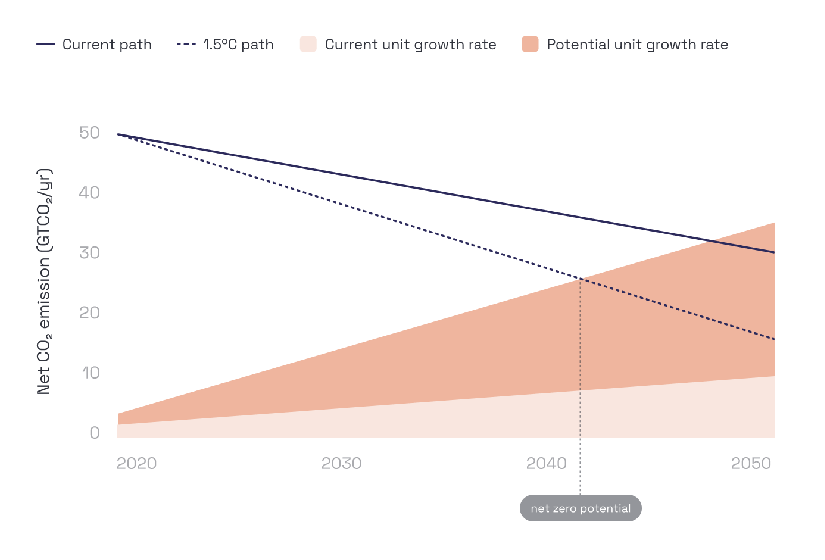 Current path
1.5ºC path
Current unit growth rate
Potential unit growth rate
Net CO₂ emission (GTCO₂/yr)
50
40
30
20
10
0
2020
2030
2040
2050
net zero potential